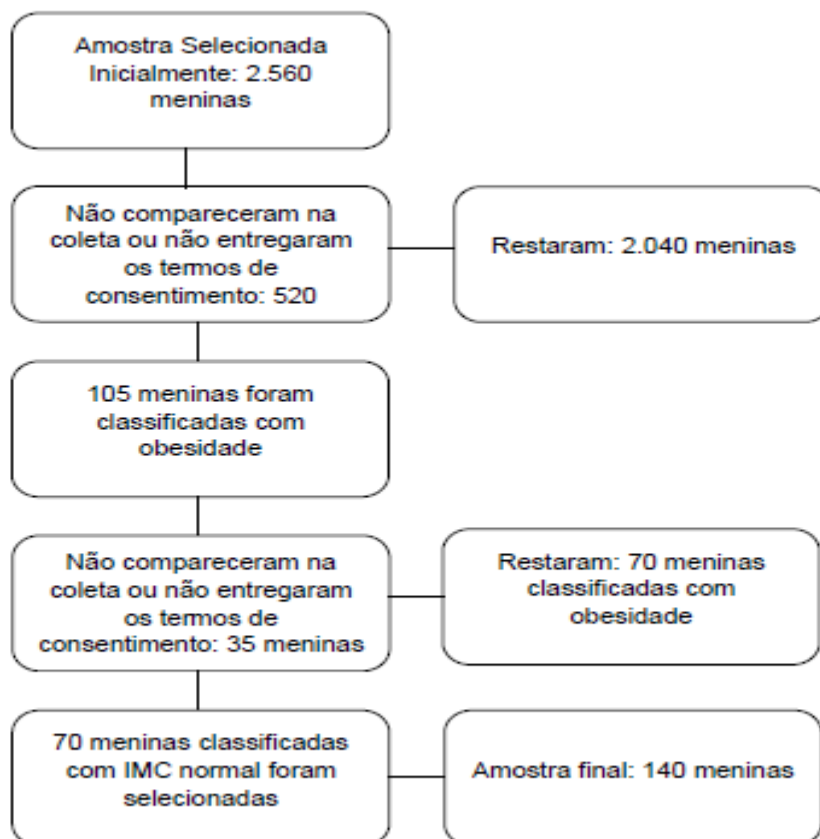 Amostra Selecionada
Inicialmente: 2.560
meninas
Não compareceram na
coleta ou não entregaram
os termos de
consentimento: 520
Restaram: 2.040 meninas
105 meninas foram
classificadas com
obesidade
Não compareceram na
coleta ou não entregaram
os termos de
consentimento: 35 meninas
Restaram: 70 meninas
classificadas com
obesidade
70 meninas classificadas
com IMC normal foram
selecionadas
Amostra final: 140 meninas